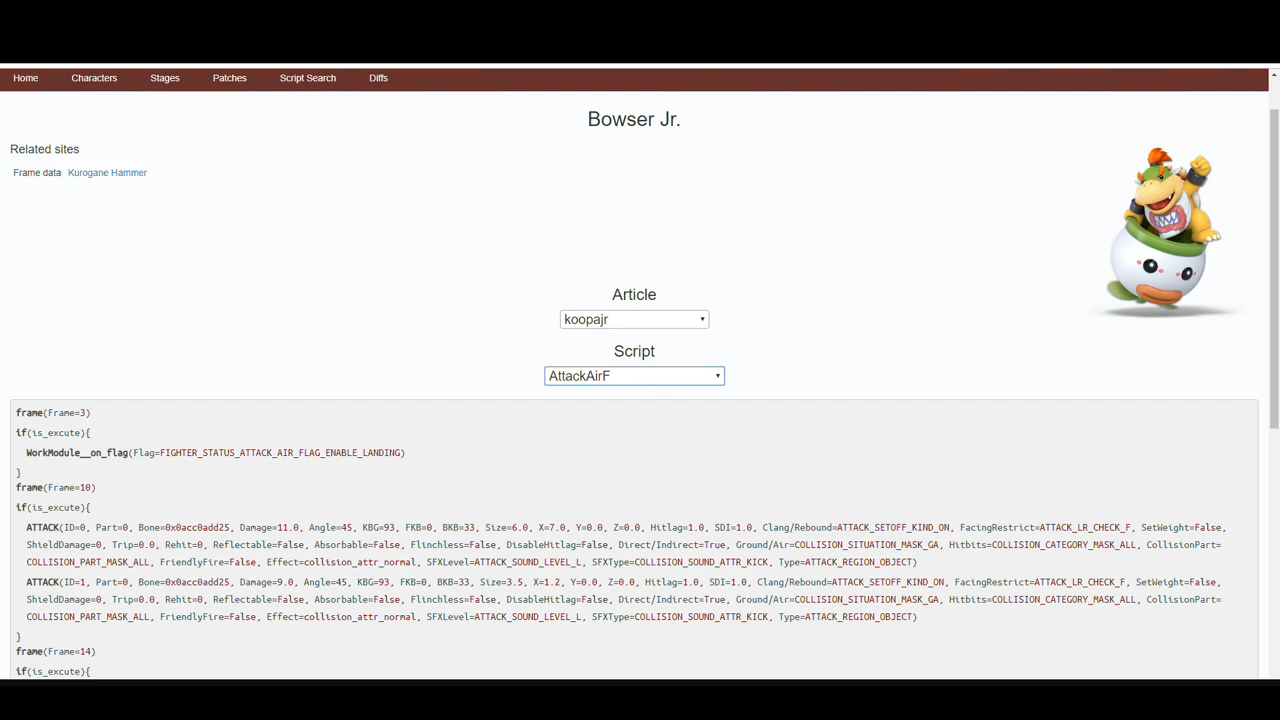 Home Characters Stages Patches Script Search Diffs
Bowser Jr.
Related sites
Frame data Kurogane Hammer
Article
koopajr
Script
AttackAirF
frame(Frame=3)
if(is_excute){
WorkModule__on_flag(Flag=FIGHTER_STATUS_ATTACK_AIR_FLAG_ENABLE_LANDING)
}
frame(Frame=10)
if(is_excute){
ATTACK(ID=0, Part=0, Bone=0x0acc0add25, Damage=11.0, Angle=45, KBG=93, FKB=0, BKB=33, Size=6.0, X=7.0, Y=0.0, Z=0.0, Hitlag=1.0, SDI=1.0, Clang/Rebound=ATTACK_SETOFF_KIND_ON, FacingRestrict=ATTACK_LR_CHECK_F, SetWeight=False,
ShieldDamage=0, Trip=0.0, Rehit=0, Reflectable=False, Absorbable=False, Flinchless=False, DisableHitlag=False, Direct/Indirect=True, Ground/Air=COLLISION_SITUATION_MASK_GA, Hitbits=COLLISION_CATEGORY_MASK_ALL, CollisionPart=
COLLISION_PART_MASK_ALL, FriendlyFire=False, Effect=collision_attr_normal, SFXLevel=ATTACK_SOUND_LEVEL_L, SFXType=COLLISION_SOUND_ATTR_KICK, Type=ATTACK_REGION_OBJECT)
ATTACK(ID=1, Part=0, Bone=0x0acc0add25, Damage=9.0, Angle=45, KBG=93, FKB=0, BKB=33, Size=3.5, X=1.2, Y=0.0, Z=0.0, Hitlag=1.0, SDI=1.0, Clang/Rebound=ATTACK_SETOFF_KIND_ON, FacingRestrict=ATTACK_LR_CHECK_F, SetWeight=False,
ShieldDamage=0, Trip=0.0, Rehit=0, Reflectable=False, Absorbable=False, Flinchless=False, DisableHitlag=False, Direct/Indirect=True, Ground/Air=COLLISION_SITUATION_MASK_GA, Hitbits=COLLISION_CATEGORY_MASK_ALL, CollisionPart=
COLLISION_PART_MASK_ALL, FriendlyFire=False, Effect=collision_attr_normal, SFXLevel=ATTACK_SOUND_LEVEL_L, SFXType=COLLISION_SOUND_ATTR_KICK, Type=ATTACK_REGION_OBJECT)
}
frame(Frame=14)
if(is_excute){